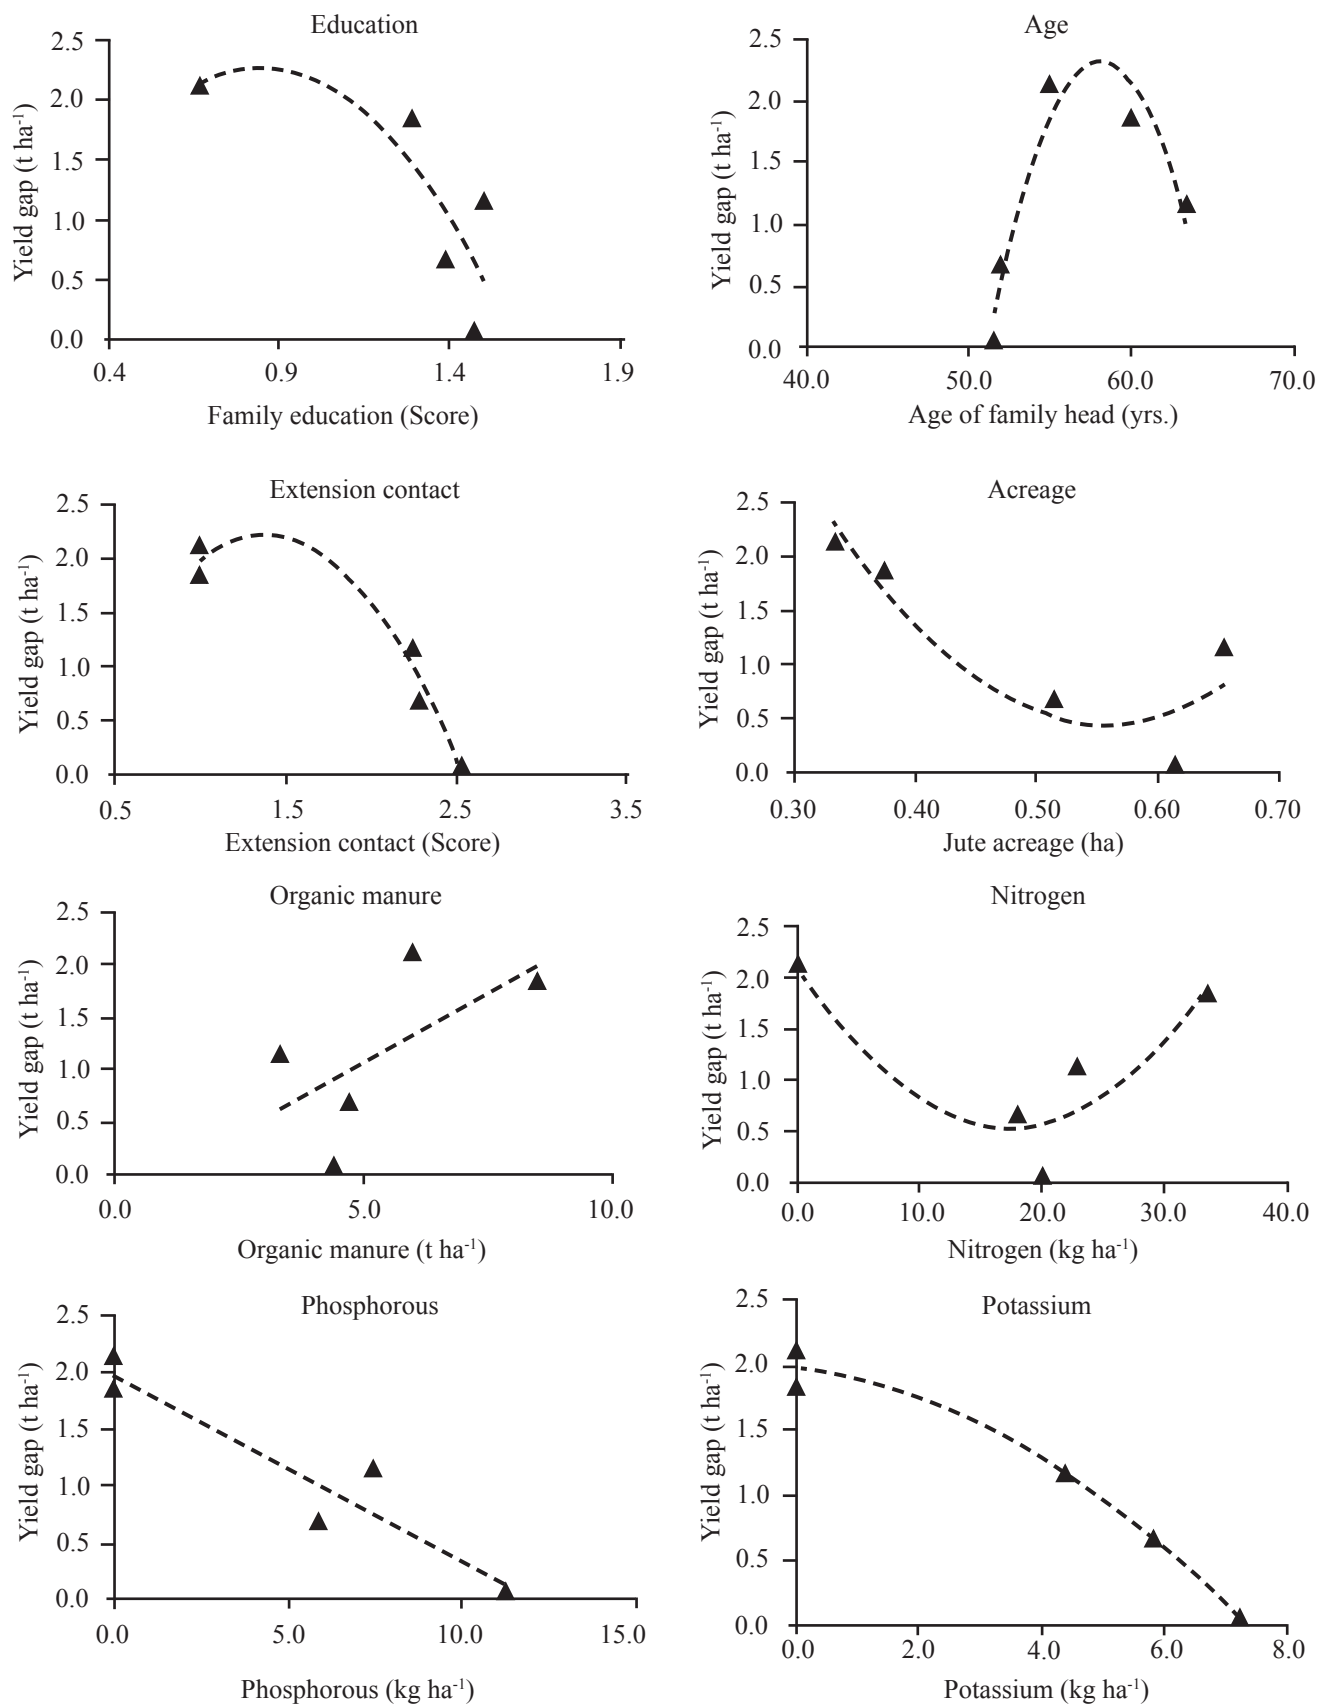 Education
2.5
2.0
1.5
1.0
0.5
0.0
Yield gap (t ha⁻¹)
0.4 0.9 1.4 1.9
Family education (Score)
Age
2.5
2.0
1.5
1.0
0.5
0.0
Yield gap (t ha⁻¹)
40.0 50.0 60.0 70.0
Age of family head (yrs.)
Extension contact
2.5
2.0
1.5
1.0
0.5
0.0
Yield gap (t ha⁻¹)
0.5 1.5 2.5 3.5
Extension contact (Score)
Acreage
2.5
2.0
1.5
1.0
0.5
0.0
Yield gap (t ha⁻¹)
0.30 0.40 0.50 0.60 0.70
Jute acreage (ha)
Organic manure
2.5
2.0
1.5
1.0
0.5
0.0
Yield gap (t ha⁻¹)
0.0 5.0 10.0
Organic manure (t ha⁻¹)
Nitrogen
2.5
2.0
1.5
1.0
0.5
0.0
Yield gap (t ha⁻¹)
0.0 10.0 20.0 30.0 40.0
Nitrogen (kg ha⁻¹)
Phosphorous
2.5
2.0
1.5
1.0
0.5
0.0
Yield gap (t ha⁻¹)
0.0 5.0 10.0 15.0
Phosphorous (kg ha⁻¹)
Potassium
2.5
2.0
1.5
1.0
0.5
0.0
Yield gap (t ha⁻¹)
0.0 2.0 4.0 6.0 8.0
Potassium (kg ha⁻¹)